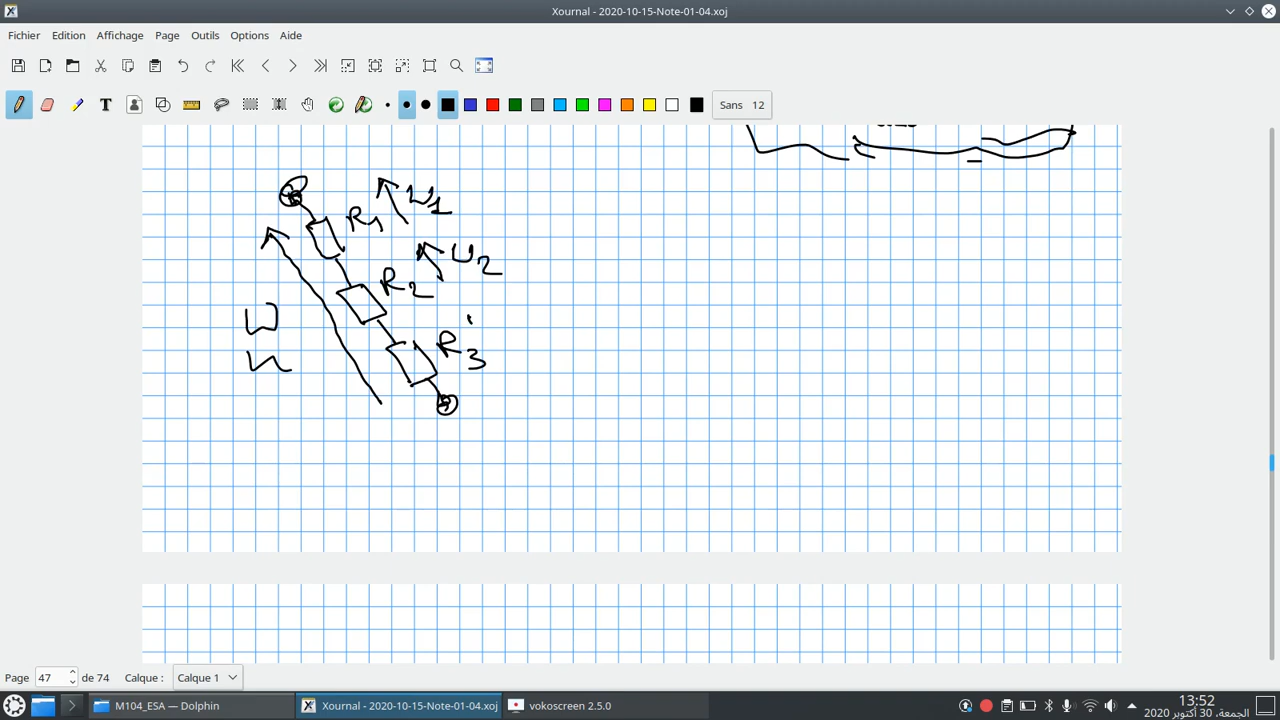 Xournal - 2020-10-15-Note-01-04.xoj
Fichier Edition Affichage Page Outils Options Aide
Sans 12
R1 U1
R2 U2
R3
Page 47 de 74 Calque : Calque 1
M104_ESA — Dolphin
Xournal - 2020-10-15-Note-01-04.xoj
vokoscreen 2.5.0
13:52
الجمعة, 30 أكتوبر 2020